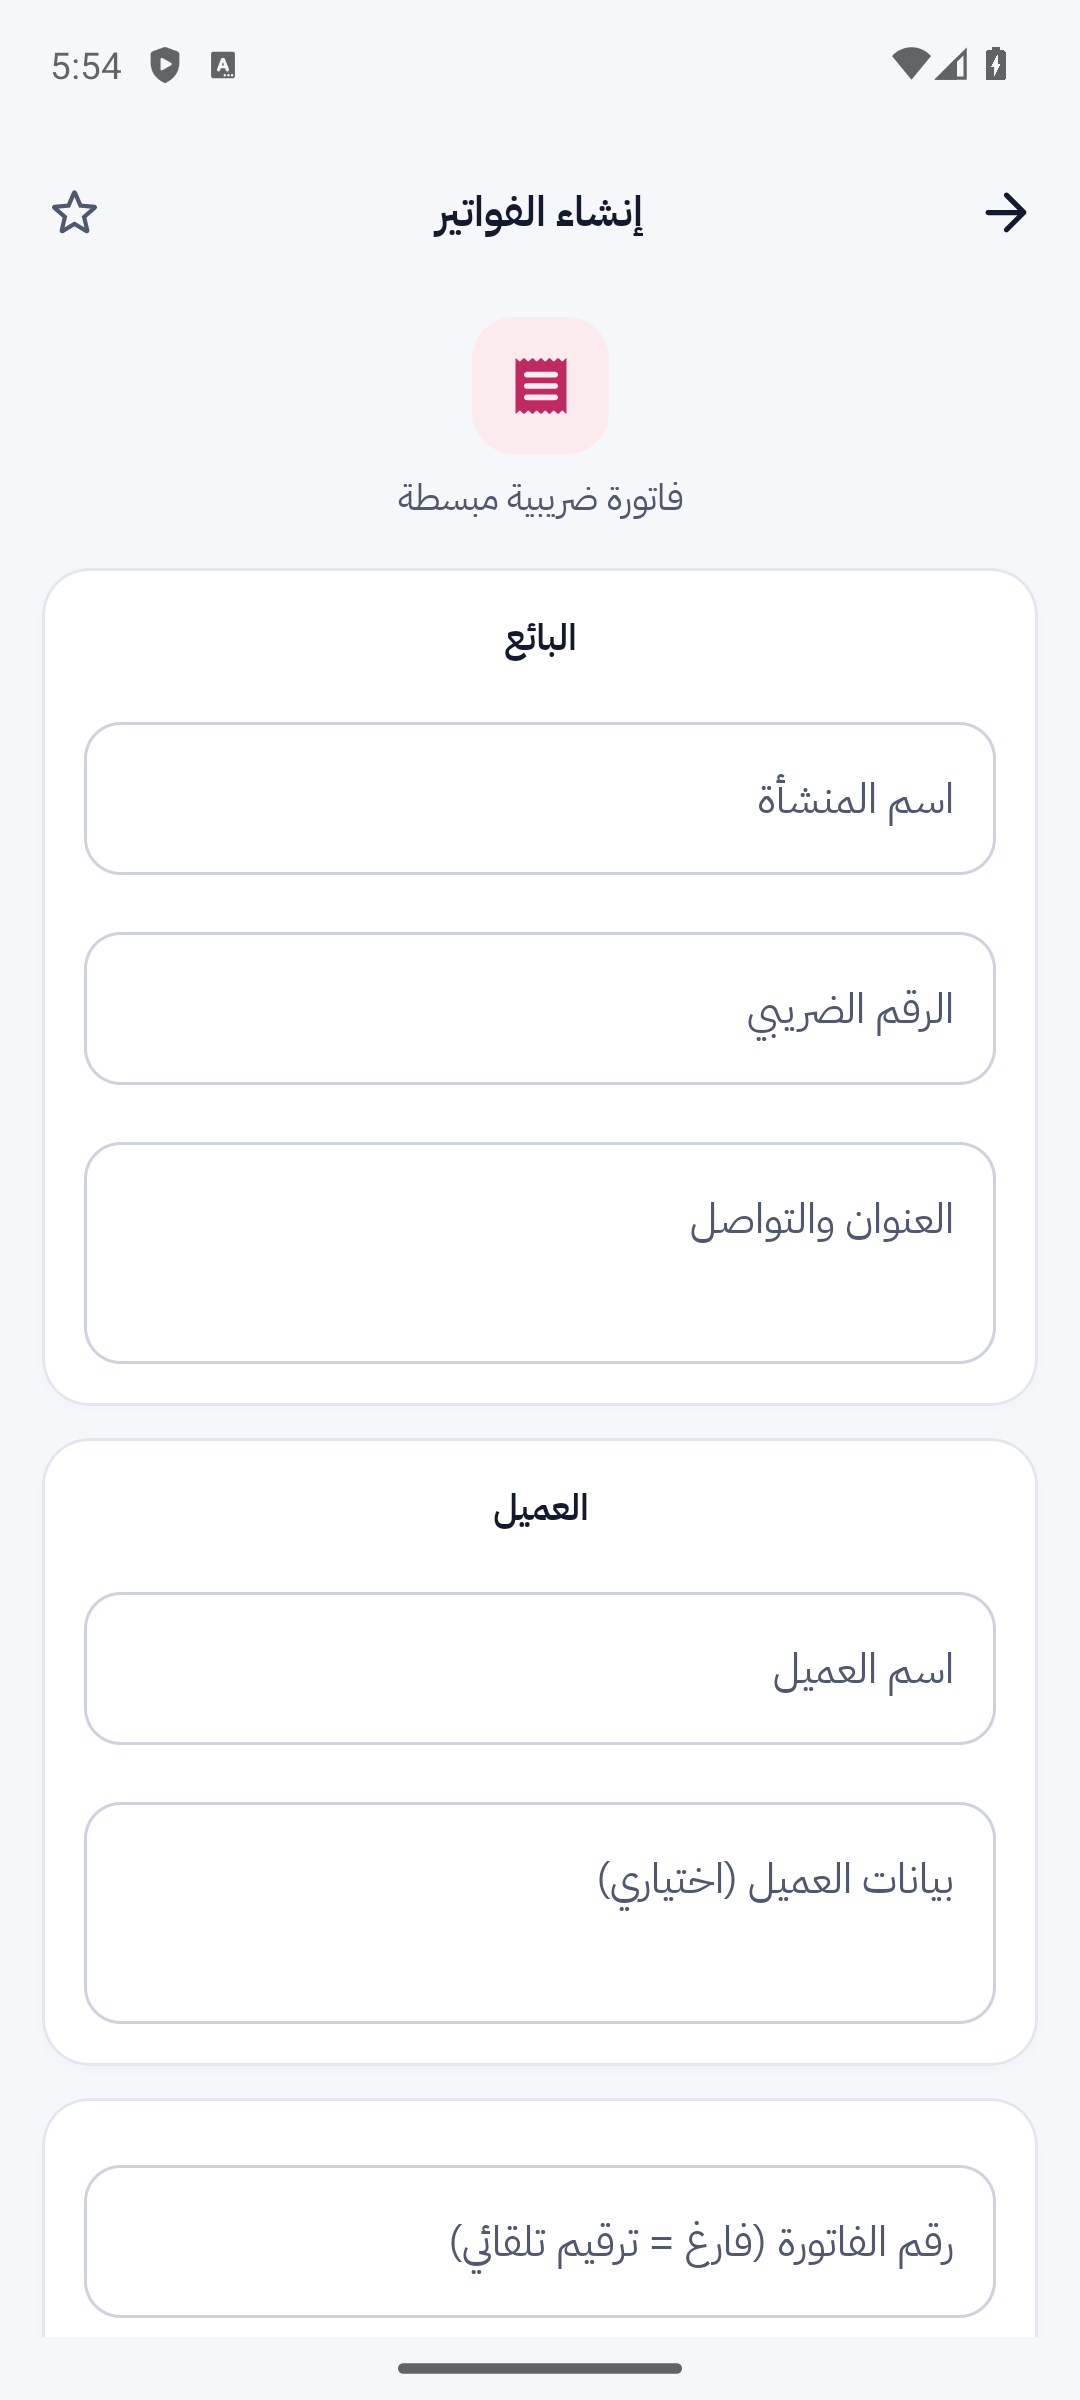 5:54
إنشاء الفواتير
فاتورة ضريبية مبسطة
البائع
اسم المنشأة
الرقم الضريبي
العنوان والتواصل
العميل
اسم العميل
بيانات العميل (اختياري)
رقم الفاتورة (فارغ = ترقيم تلقائي)